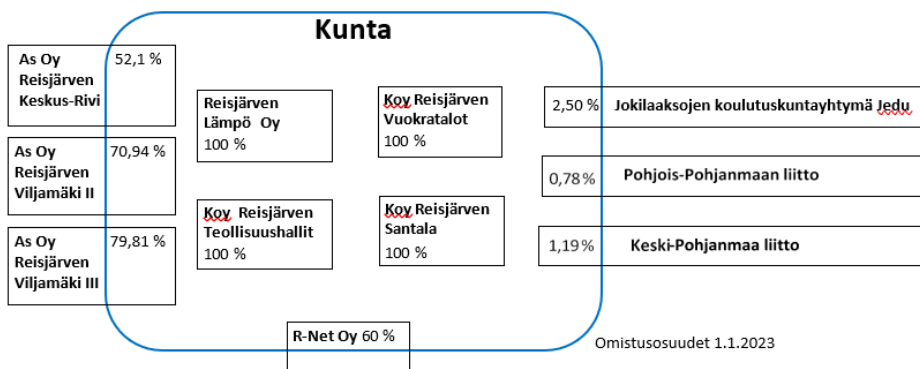 Kunta
As Oy 52,1 %
Reisjärven
Keskus-Rivi
As Oy 70,94 %
Reisjärven
Viljamäki II
As Oy 79,81 %
Reisjärven
Viljamäki III
Reisjärven
Lämpö Oy
100 %
Koy Reisjärven
Vuokratalot
100 %
Koy Reisjärven
Teollisuushallit
100 %
Koy Reisjärven
Santala
100 %
2,50 % Jokilaaksojen koulutuskuntayhtymä Jedu
0,78 % Pohjois-Pohjanmaan liitto
1,19 % Keski-Pohjanmaa liitto
R-Net Oy 60 %
Omistusosuudet 1.1.2023